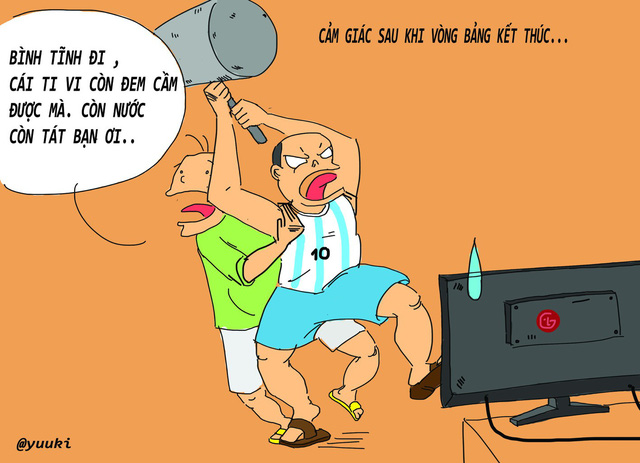 CẢM GIÁC SAU KHI VÒNG BẢNG KẾT THÚC...
BÌNH TĨNH ĐI ,
CÁI TI VI CÒN ĐEM CẦM
ĐƯỢC MÀ. CÒN NƯỚC
CÒN TÁT BẠN ƠI..
10
@yuuki